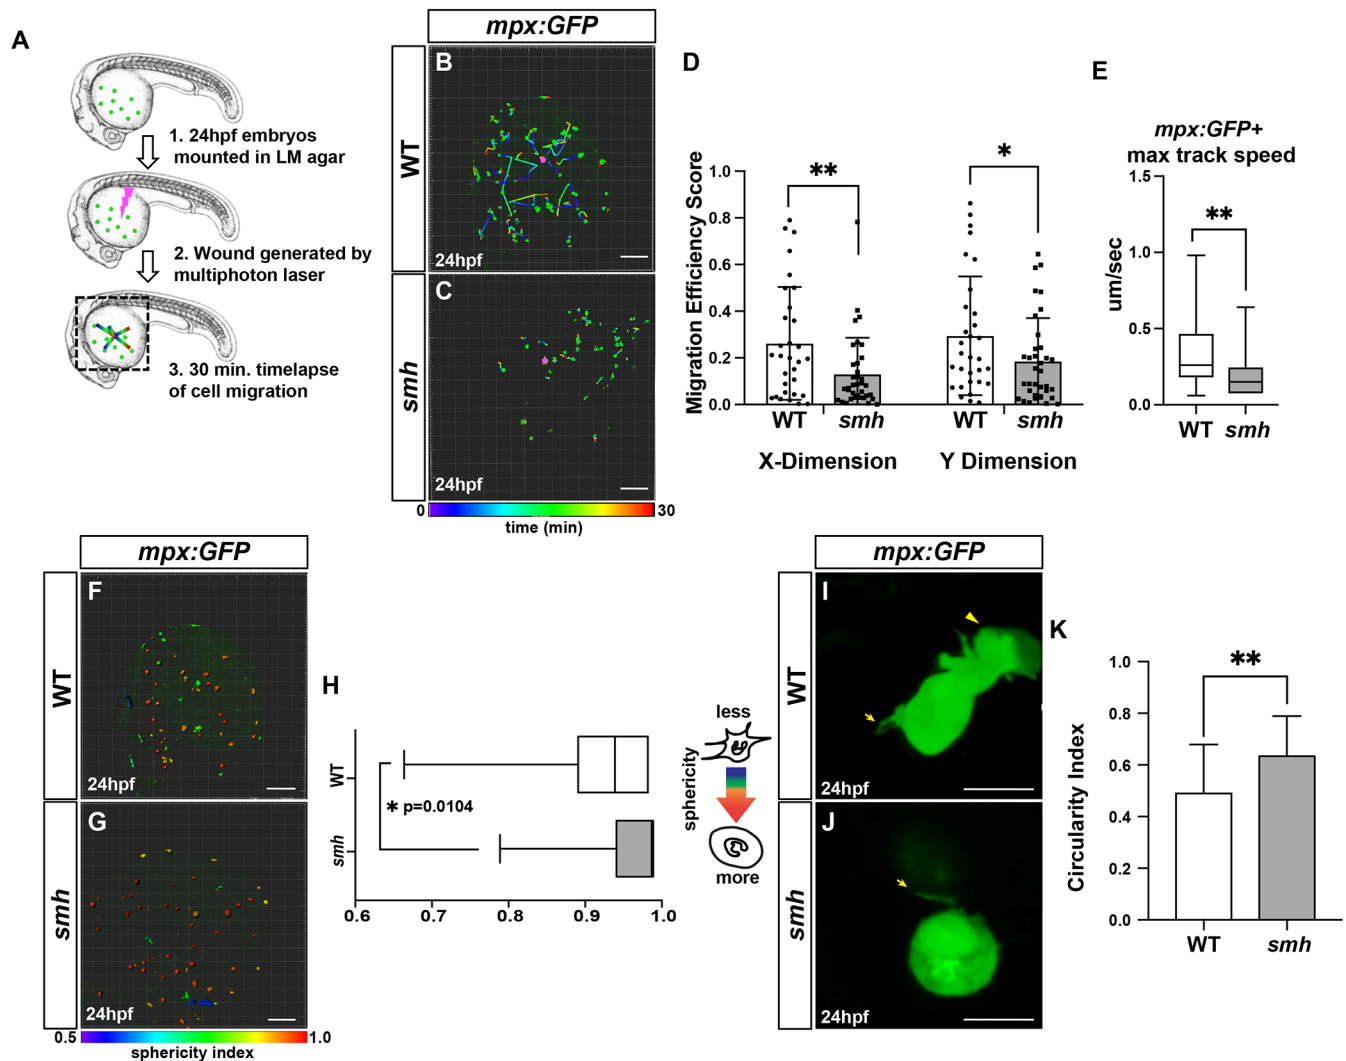 A
1. 24hpf embryos
mounted in LM agar
2. Wound generated by
multiphoton laser
3. 30 min. timelapse
of cell migration
mpx:GFP
WT
B
24hpf
smh
C
24hpf
0
30
time (min)
D
Migration Efficiency Score
1.0
0.8
0.6
0.4
0.2
0.0
**
*
WT
smh
WT
smh
X-Dimension
Y Dimension
E
mpx:GFP+
max track speed
um/sec
1.5
1.0
0.5
0.0
**
WT
smh
mpx:GFP
WT
F
24hpf
smh
G
24hpf
0.5
1.0
sphericity index
H
WT
smh
* p=0.0104
0.6
0.7
0.8
0.9
1.0
less
sphericity
more
mpx:GFP
WT
I
24hpf
smh
J
24hpf
K
Circularity Index
1.0
0.8
0.6
0.4
0.2
0.0
**
WT
smh